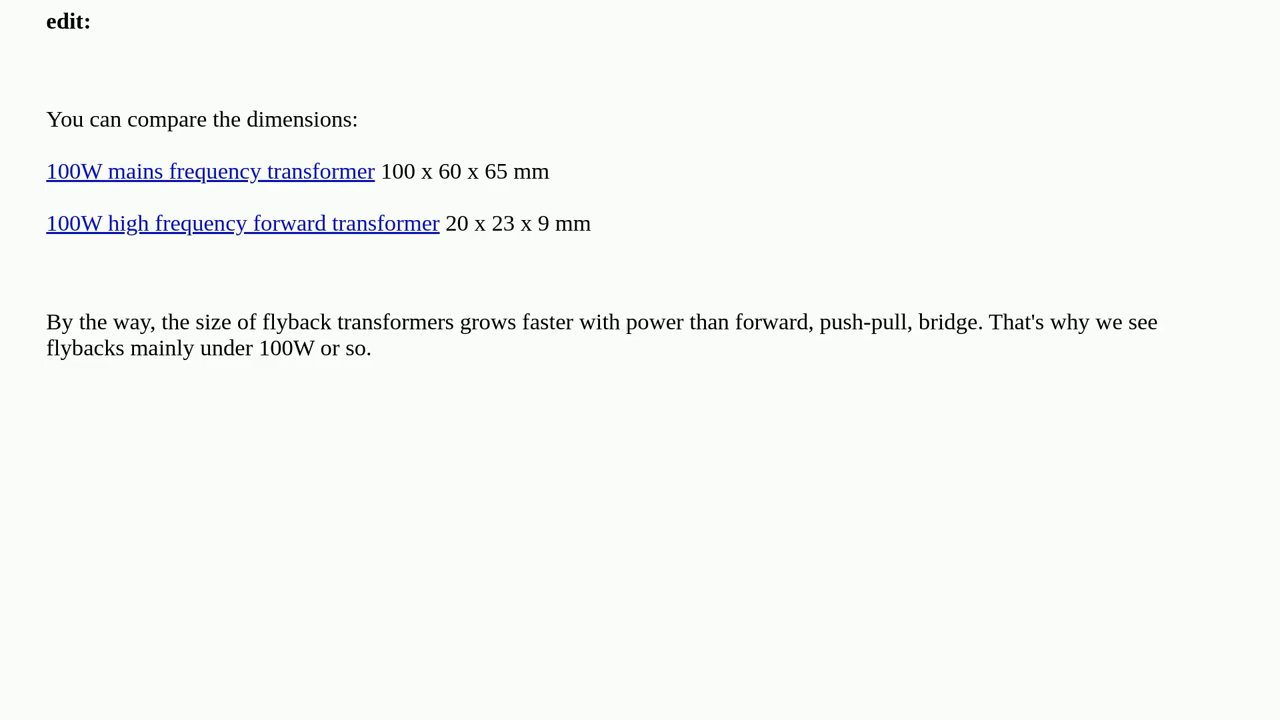 edit:
You can compare the dimensions:
100W mains frequency transformer 100 x 60 x 65 mm
100W high frequency forward transformer 20 x 23 x 9 mm
By the way, the size of flyback transformers grows faster with power than forward, push-pull, bridge. That's why we see
flybacks mainly under 100W or so.